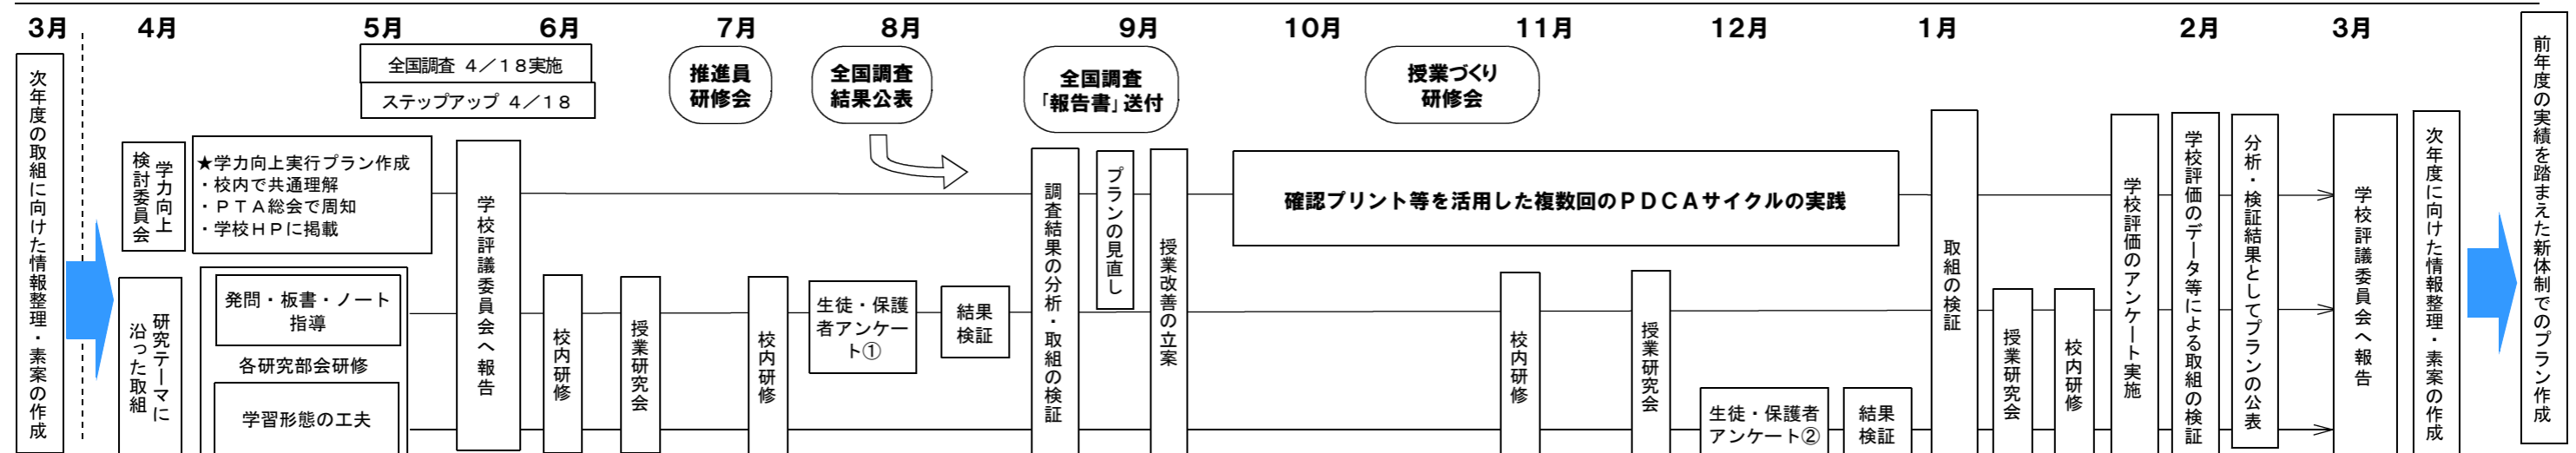 3月
4月
5月
6月
7月
8月
9月
10月
11月
12月
1月
2月
3月
次年度の取組に向けた情報整理・素案の作成
全国調査 4／18実施
ステップアップ 4／18
推進員
研修会
全国調査
結果公表
全国調査
「報告書」送付
授業づくり
研修会
学力向上
検討委員会
★学力向上実行プラン作成
・校内で共通理解
・ＰＴＡ総会で周知
・学校ＨＰに掲載
研究テーマに
沿った取組
発問・板書・ノート
指導
各研究部会研修
学習形態の工夫
学校評議委員会へ報告
校内研修
授業研究会
校内研修
生徒・保護
者アンケー
ト①
結果
検証
調査結果の分析・取組の検証
プランの見直し
授業改善の立案
確認プリント等を活用した複数回のＰＤＣＡサイクルの実践
校内研修
授業研究会
生徒・保護者
アンケート②
結果
検証
取組の検証
授業研究会
校内研修
学校評価のアンケート実施
学校評価のデータ等による取組の検証
分析・検証結果としてプランの公表
学校評議委員会へ報告
次年度に向けた情報整理・素案の作成
前年度の実績を踏まえた新体制でのプラン作成